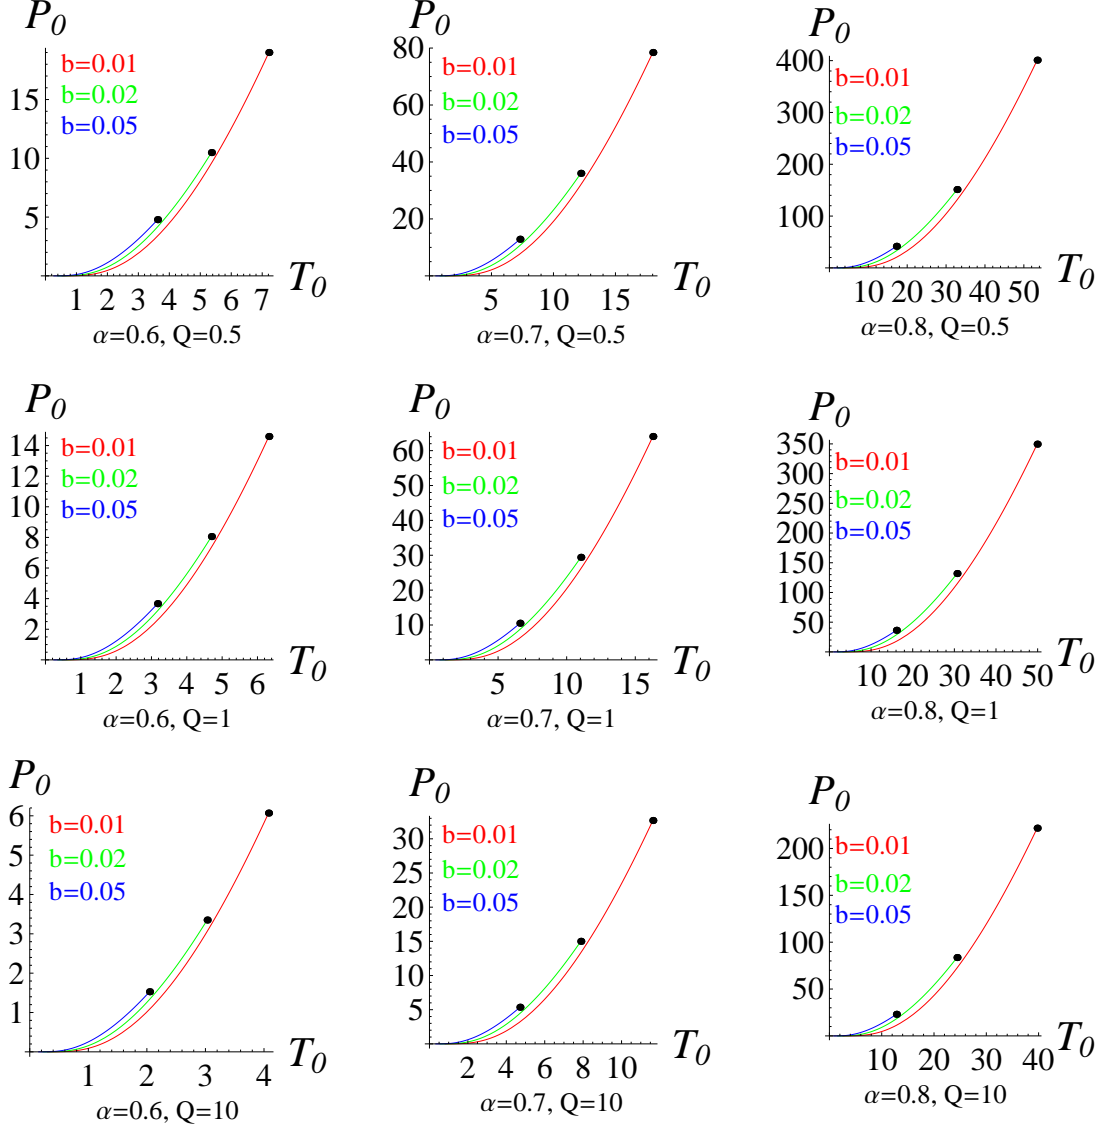 P0
b=0.01
b=0.02
b=0.05
15
10
5
1 2 3 4 5 6 7
T0
α=0.6, Q=0.5
P0
80
60
40
20
b=0.01
b=0.02
b=0.05
5 10 15
T0
α=0.7, Q=0.5
P0
400
300
200
100
b=0.01
b=0.02
b=0.05
10 20 30 40 50
T0
α=0.8, Q=0.5
P0
14
12
10
8
6
4
2
b=0.01
b=0.02
b=0.05
1 2 3 4 5 6
T0
α=0.6, Q=1
P0
60
50
40
30
20
10
b=0.01
b=0.02
b=0.05
5 10 15
T0
α=0.7, Q=1
P0
350
300
250
200
150
100
50
b=0.01
b=0.02
b=0.05
10 20 30 40 50
T0
α=0.8, Q=1
P0
6
5
4
3
2
1
b=0.01
b=0.02
b=0.05
1 2 3 4
T0
α=0.6, Q=10
P0
30
25
20
15
10
5
b=0.01
b=0.02
b=0.05
2 4 6 8 10
T0
α=0.7, Q=10
P0
200
150
100
50
b=0.01
b=0.02
b=0.05
10 20 30 40
T0
α=0.8, Q=10